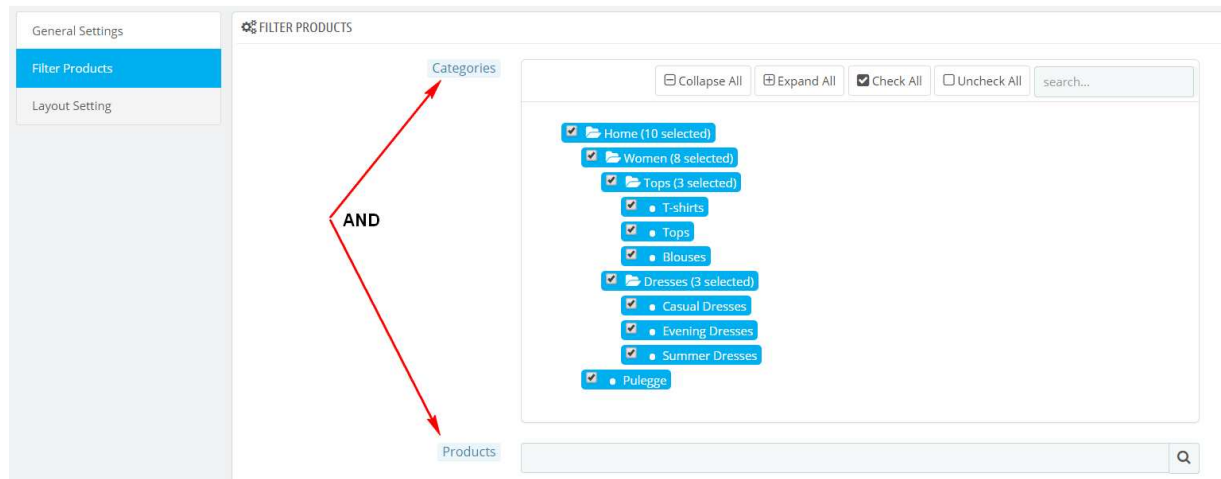 General Settings
Filter Products
Layout Setting
FILTER PRODUCTS
Categories
Collapse All Expand All Check All Uncheck All search...
Home (10 selected)
Women (8 selected)
Tops (3 selected)
T-shirts
Tops
Blouses
Dresses (3 selected)
Casual Dresses
Evening Dresses
Summer Dresses
Pulegge
AND
Products